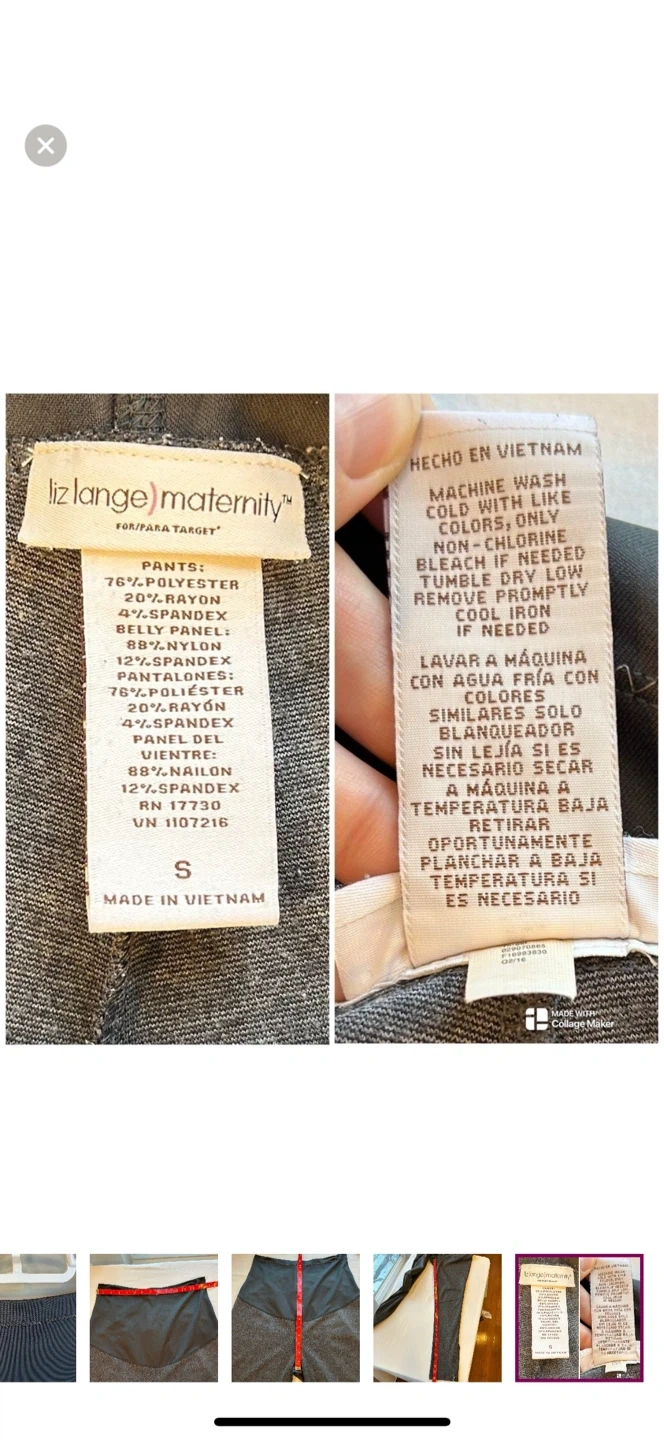 liz lange)maternity™
FOR/PARA TARGET*
PANTS:
76% POLYESTER
20% RAYON
4% SPANDEX
BELLY PANEL:
88% NYLON
12% SPANDEX
PANTALONES:
76% POLIÉSTER
20% RAYÓN
4% SPANDEX
PANEL DEL
VIENTRE:
88% NAILON
12% SPANDEX
RN 17730
VN 1107216
S
MADE IN VIETNAM
HECHO EN VIETNAM
MACHINE WASH
COLD WITH LIKE
COLORS, ONLY
NON-CHLORINE
BLEACH IF NEEDED
TUMBLE DRY LOW
REMOVE PROMPTLY
COOL IRON
IF NEEDED
LAVAR A MÁQUINA
CON AGUA FRÍA CON
COLORES
SIMILARES SOLO
BLANQUEADOR
SIN LEJÍA SI ES
NECESARIO SECAR
A MÁQUINA A
TEMPERATURA BAJA
RETIRAR
OPORTUNAMENTE
PLANCHAR A BAJA
TEMPERATURA SI
ES NECESARIO
MADE WITH
Collage Maker